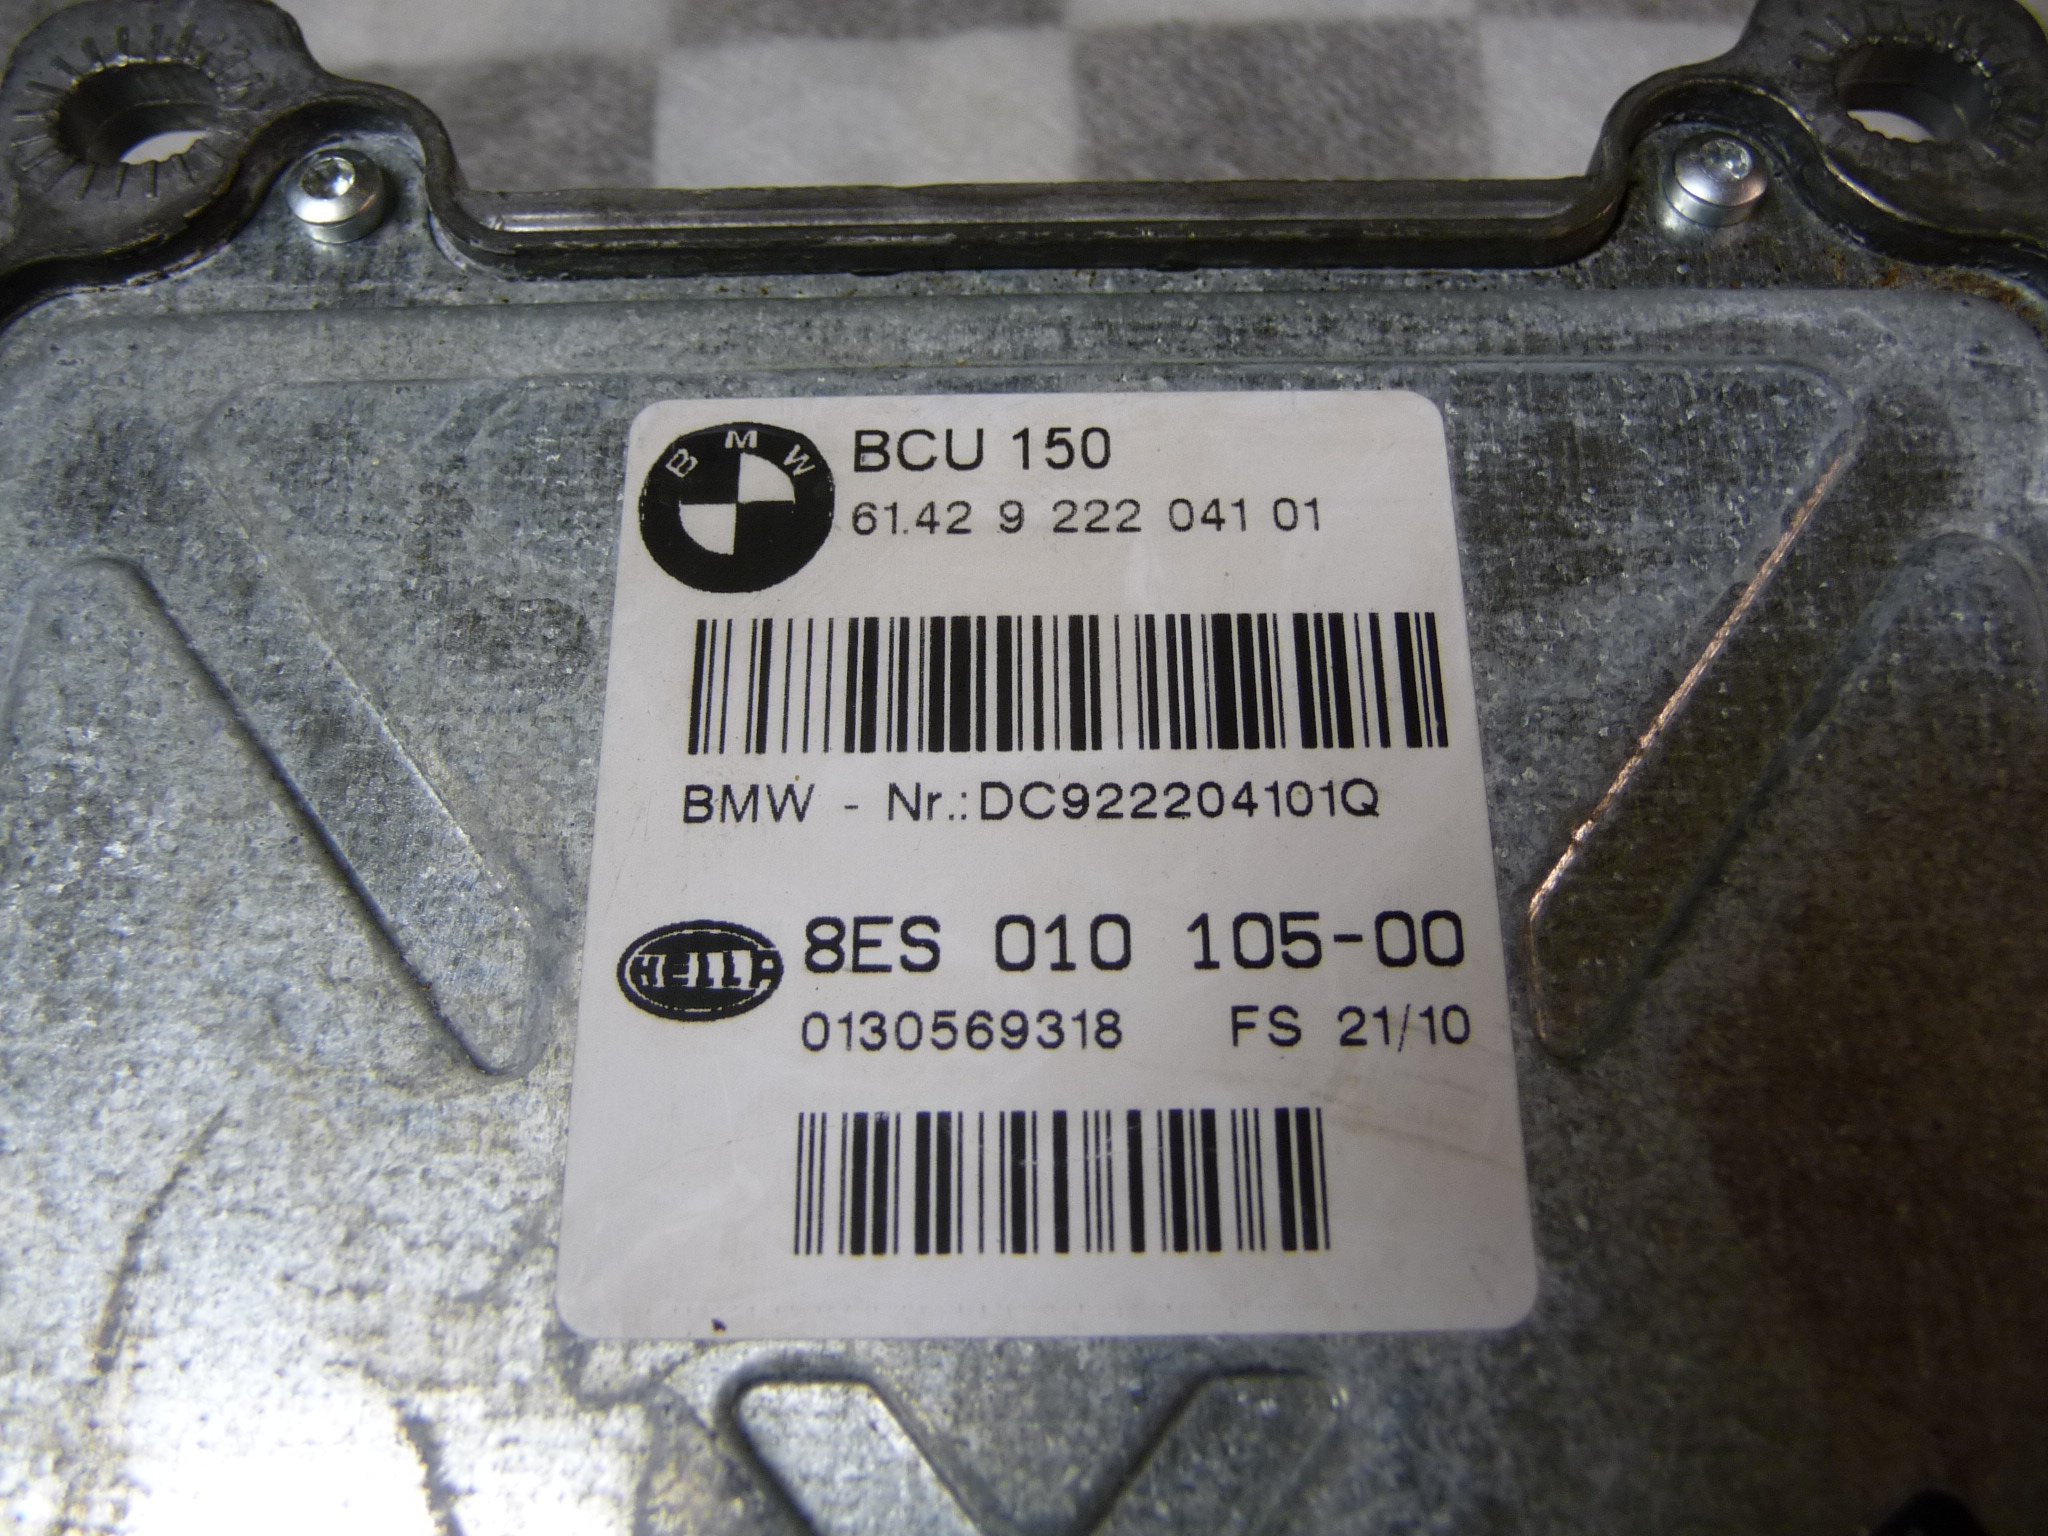 BMW
BCU 150
61.42 9 222 041 01
BMW - Nr.:DC922204101Q
HELLA
8ES 010 105-00
0130569318 FS 21/10